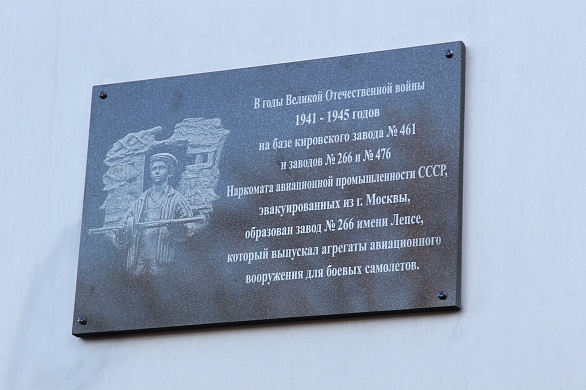 В годы Великой Отечественной войны
1941 - 1945 годов
на базе кировского завода № 461
и заводов № 266 и № 476
Наркомата авиационной промышленности СССР,
эвакуированных из г. Москвы,
образован завод № 266 имени Лепсе,
который выпускал агрегаты авиационного
вооружения для боевых самолетов.